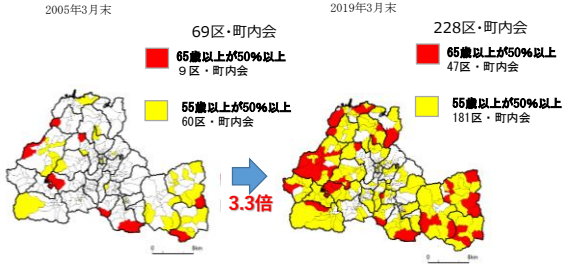 2005年3月末
69区・町内会
65歳以上が50%以上
９区・町内会
55歳以上が50%以上
60区・町内会
0 8km
3.3倍
2019年3月末
228区・町内会
65歳以上が50%以上
47区・町内会
55歳以上が50%以上
181区・町内会
0 8km